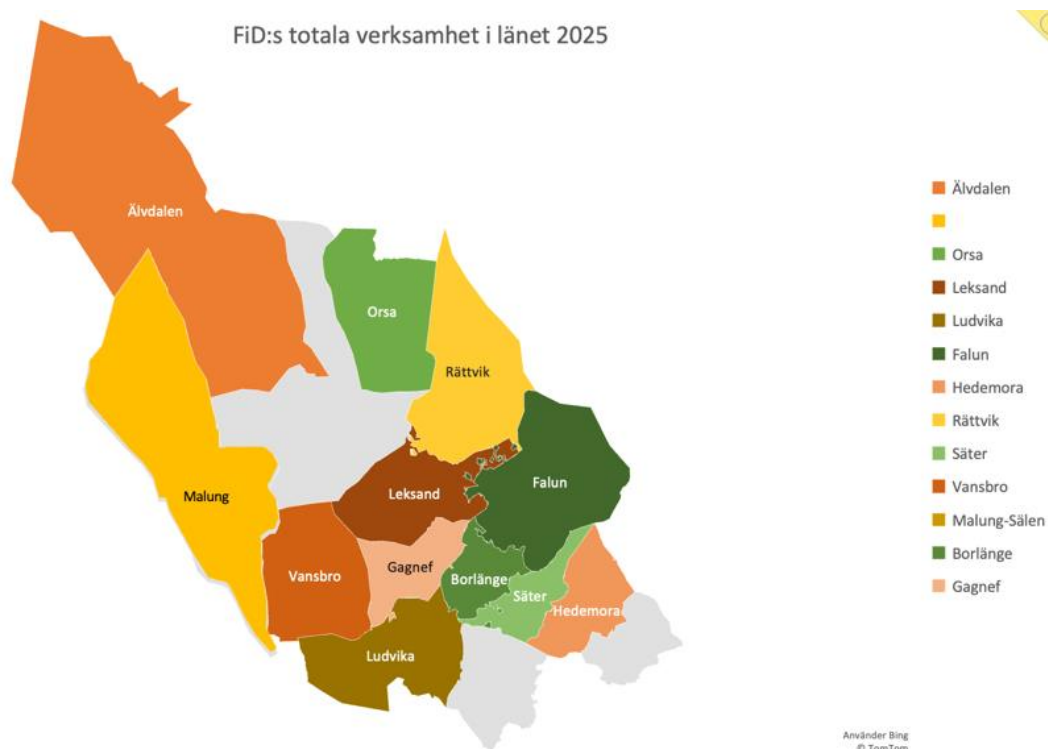 FiD:s totala verksamhet i länet 2025
Älvdalen
Orsa
Rättvik
Malung
Leksand
Falun
Vansbro
Gagnef
Borlänge
Säter
Hedemora
Ludvika
Älvdalen
Orsa
Leksand
Ludvika
Falun
Hedemora
Rättvik
Säter
Vansbro
Malung-Sälen
Borlänge
Gagnef
Använder Bing
© TomTom